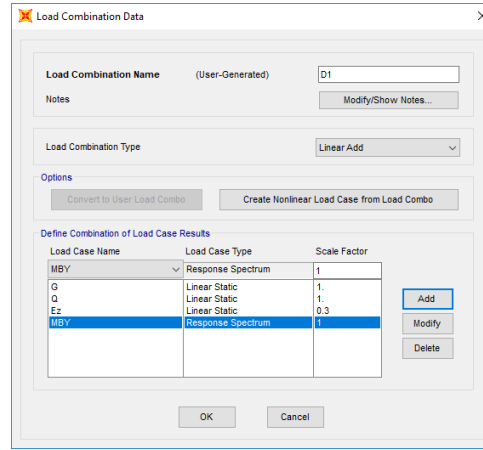 Load Combination Data
Load Combination Name (User-Generated) D1
Notes Modify/Show Notes...
Load Combination Type Linear Add
Options
Convert to User Load Combo Create Nonlinear Load Case from Load Combo
Define Combination of Load Case Results
Load Case Name Load Case Type Scale Factor
MBY Response Spectrum 1
G Linear Static 1.
Q Linear Static 1.
Ez Linear Static 0.3
MBY Response Spectrum 1
Add
Modify
Delete
OK Cancel